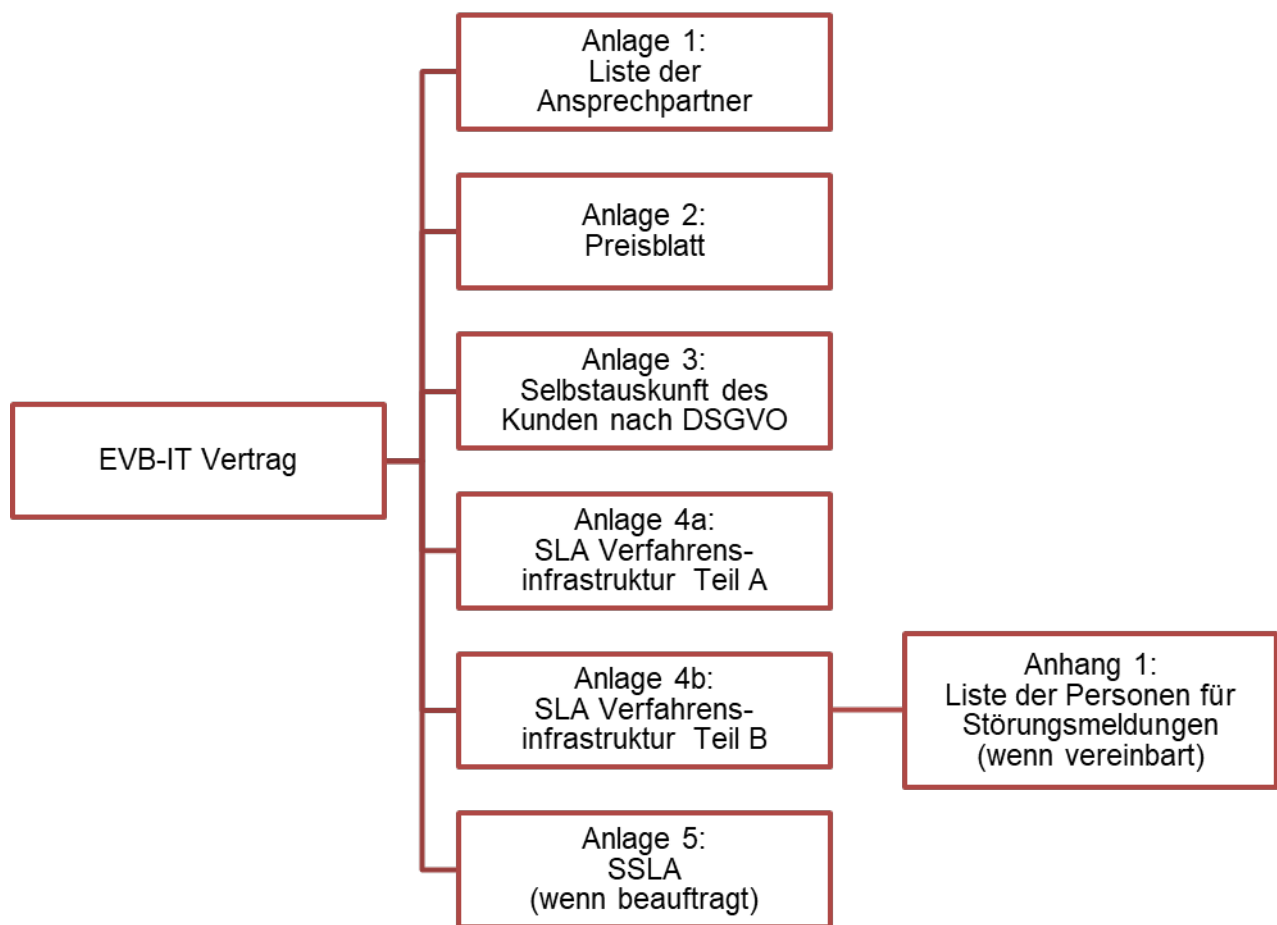 Anlage 1:
Liste der
Ansprechpartner
Anlage 2:
Preisblatt
Anlage 3:
Selbstauskunft des
Kunden nach DSGVO
EVB-IT Vertrag
Anlage 4a:
SLA Verfahrens-
infrastruktur Teil A
Anlage 4b:
SLA Verfahrens-
infrastruktur Teil B
Anhang 1:
Liste der Personen für
Störungsmeldungen
(wenn vereinbart)
Anlage 5:
SSLA
(wenn beauftragt)